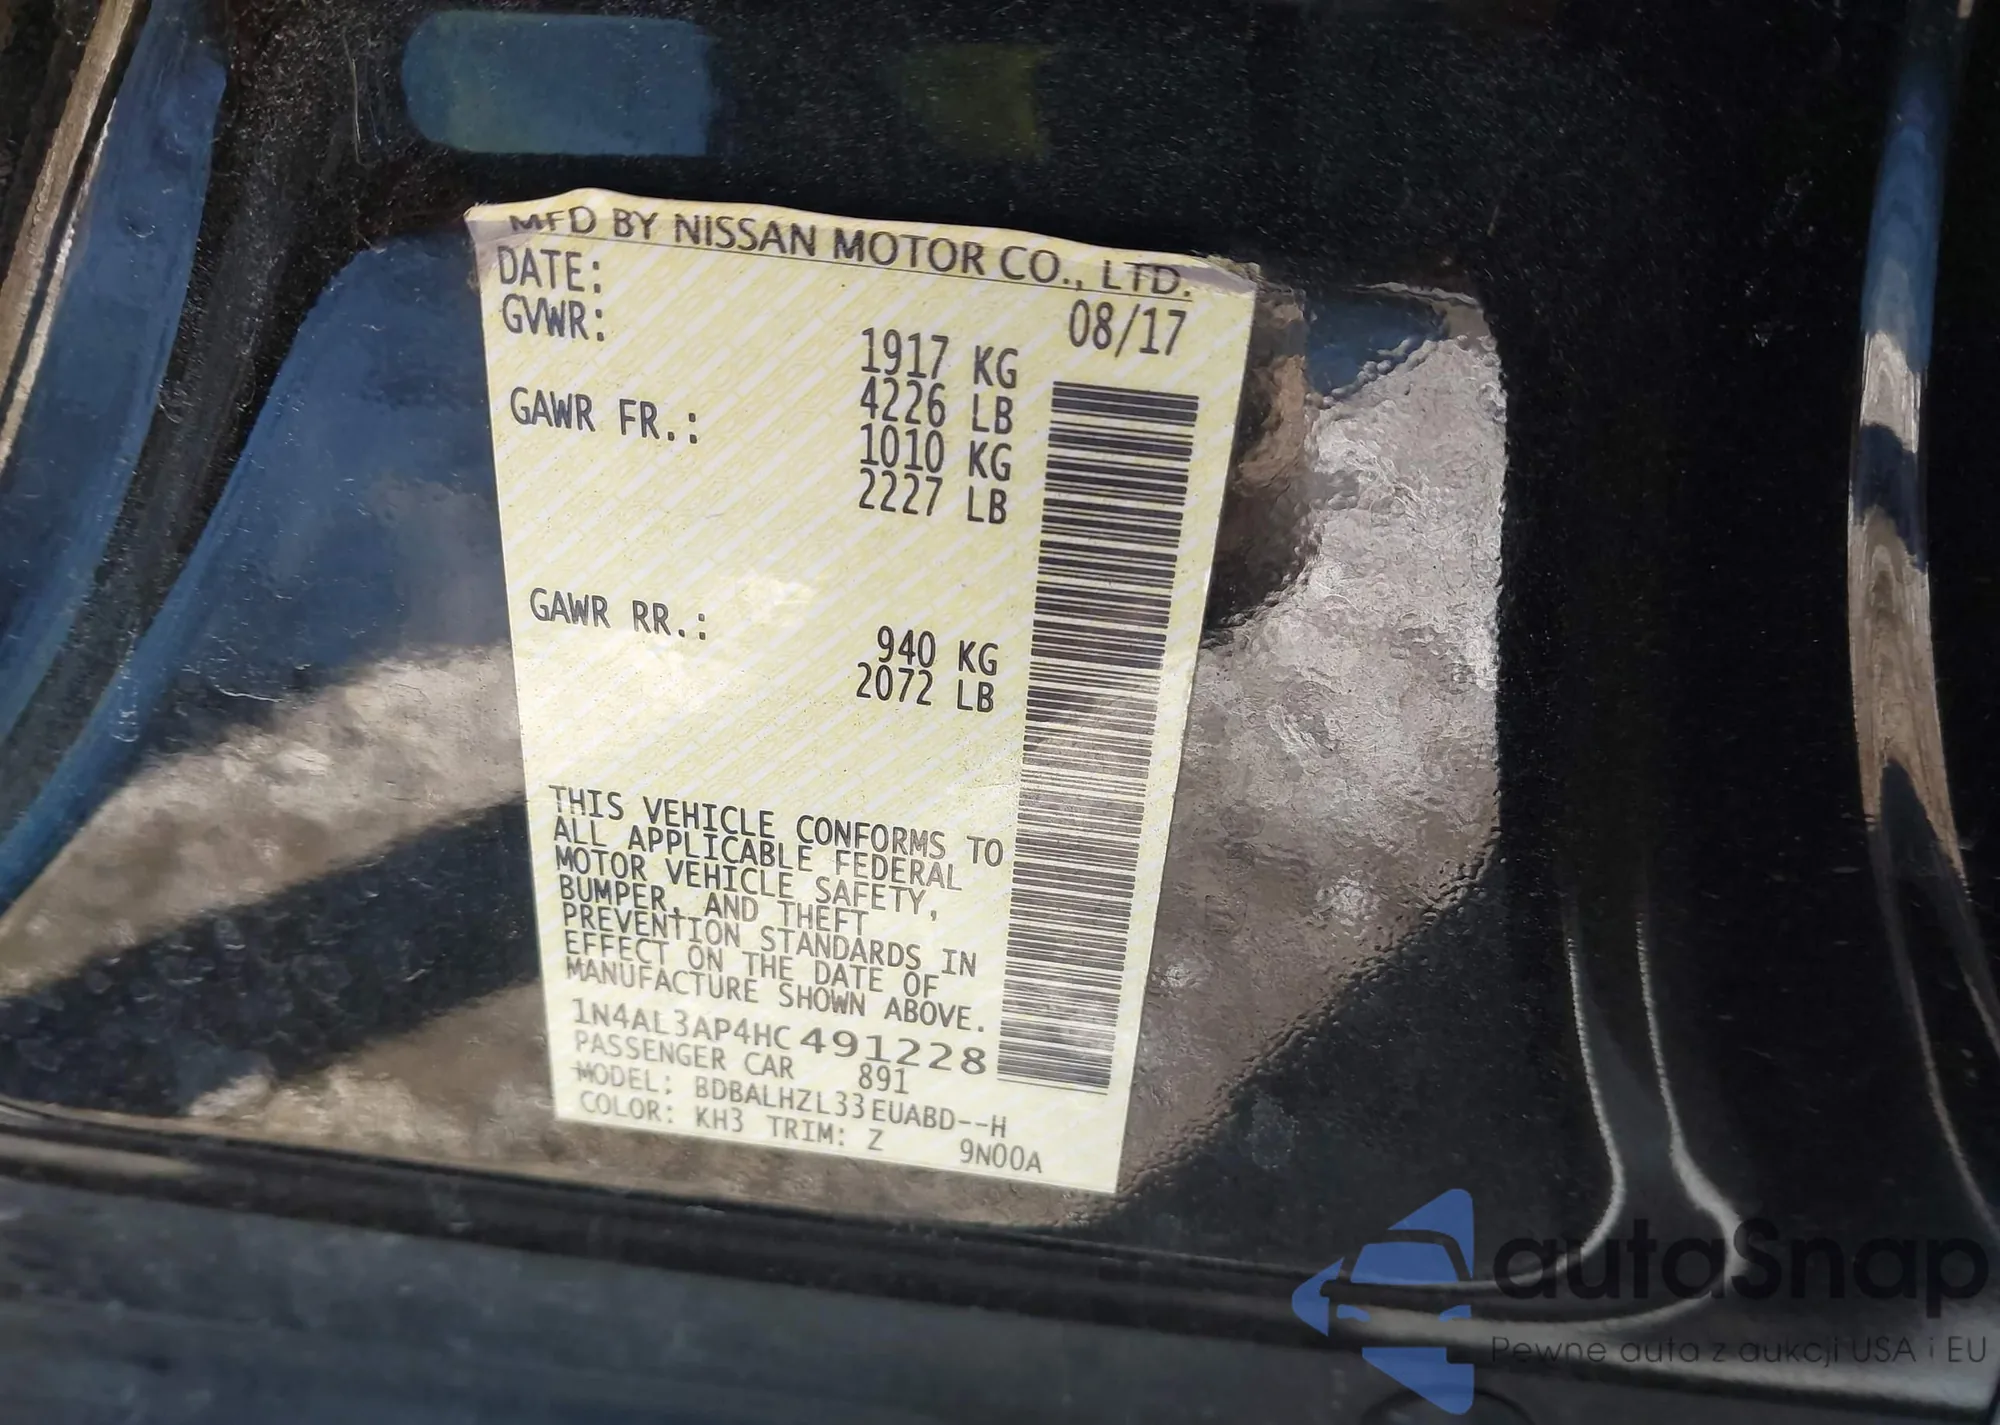 MFD BY NISSAN MOTOR CO., LTD.
DATE: 08/17
GVWR: 1917 KG
4226 LB
GAWR FR.: 1010 KG
2227 LB
GAWR RR.: 940 KG
2072 LB
THIS VEHICLE CONFORMS TO
ALL APPLICABLE FEDERAL
MOTOR VEHICLE SAFETY,
BUMPER, AND THEFT
PREVENTION STANDARDS IN
EFFECT ON THE DATE OF
MANUFACTURE SHOWN ABOVE.
1N4AL3AP4HC491228
PASSENGER CAR 891
MODEL: BDBALHZL33EUABD--H
COLOR: KH3 TRIM: Z 9N00A
autaSnap
Pewne auta z aukcji USA i EU